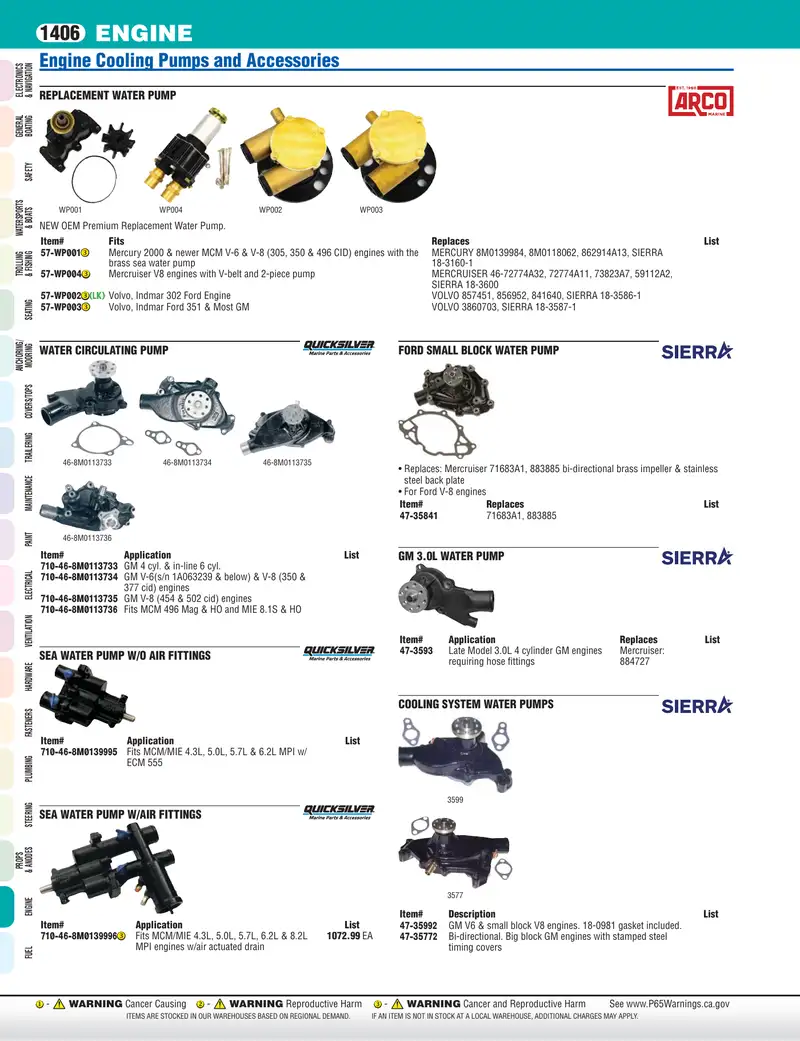 1406 ENGINE
Engine Cooling Pumps and Accessories
ELECTRONICS
& NAVIGATION
GENERAL
BOATING
SAFETY
WATERSPORTS
& BOATS
TROLLING
& FISHING
SEATING
ANCHORING/
MOORING
COVERS/TOPS
TRAILERING
MAINTENANCE
PAINT
ELECTRICAL
VENTILATION
HARDWARE
FASTENERS
PLUMBING
STEERING
PROPS
& ANODES
ENGINE
FUEL
REPLACEMENT WATER PUMP
ARCO
MARINE
WP001 WP004 WP002 WP003
NEW OEM Premium Replacement Water Pump.
Item# Fits Replaces List
57-WP001 3 Mercury 2000 & newer MCM V-6 & V-8 (305, 350 & 496 CID) engines with the MERCURY 8M0139984, 8M0118062, 862914A13, SIERRA
brass sea water pump 18-3160-1
57-WP004 3 Mercruiser V8 engines with V-belt and 2-piece pump MERCRUISER 46-72774A32, 72774A11, 73823A7, 59112A2,
SIERRA 18-3600
57-WP002 3 (LK) Volvo, Indmar 302 Ford Engine VOLVO 857451, 856952, 841640, SIERRA 18-3586-1
57-WP003 3 Volvo, Indmar Ford 351 & Most GM VOLVO 3860703, SIERRA 18-3587-1
WATER CIRCULATING PUMP
QUICKSILVER
Marine Parts & Accessories
46-8M0113733 46-8M0113734 46-8M0113735
46-8M0113736
Item# Application List
710-46-8M0113733 GM 4 cyl. & in-line 6 cyl.
710-46-8M0113734 GM V-6(s/n 1A063239 & below) & V-8 (350 &
377 cid) engines
710-46-8M0113735 GM V-8 (454 & 502 cid) engines
710-46-8M0113736 Fits MCM 496 Mag & HO and MIE 8.1S & HO
SEA WATER PUMP W/O AIR FITTINGS
QUICKSILVER
Marine Parts & Accessories
Item# Application List
710-46-8M0139995 Fits MCM/MIE 4.3L, 5.0L, 5.7L & 6.2L MPI w/
ECM 555
SEA WATER PUMP W/AIR FITTINGS
QUICKSILVER
Marine Parts & Accessories
Item# Application List
710-46-8M0139996 3 Fits MCM/MIE 4.3L, 5.0L, 5.7L, 6.2L & 8.2L 1072.99 EA
MPI engines w/air actuated drain
FORD SMALL BLOCK WATER PUMP
SIERRA
• Replaces: Mercruiser 71683A1, 883885 bi-directional brass impeller & stainless
steel back plate
• For Ford V-8 engines
Item# Replaces List
47-35841 71683A1, 883885
GM 3.0L WATER PUMP
SIERRA
Item# Application Replaces List
47-3593 Late Model 3.0L 4 cylinder GM engines Mercruiser:
requiring hose fittings 884727
COOLING SYSTEM WATER PUMPS
SIERRA
3599
3577
Item# Description List
47-35992 GM V6 & small block V8 engines. 18-0981 gasket included.
47-35772 Bi-directional. Big block GM engines with stamped steel
timing covers
1 - WARNING Cancer Causing 2 - WARNING Reproductive Harm 3 - WARNING Cancer and Reproductive Harm See www.P65Warnings.ca.gov
ITEMS ARE STOCKED IN OUR WAREHOUSES BASED ON REGIONAL DEMAND. IF AN ITEM IS NOT IN STOCK AT A LOCAL WAREHOUSE, ADDITIONAL CHARGES MAY APPLY.